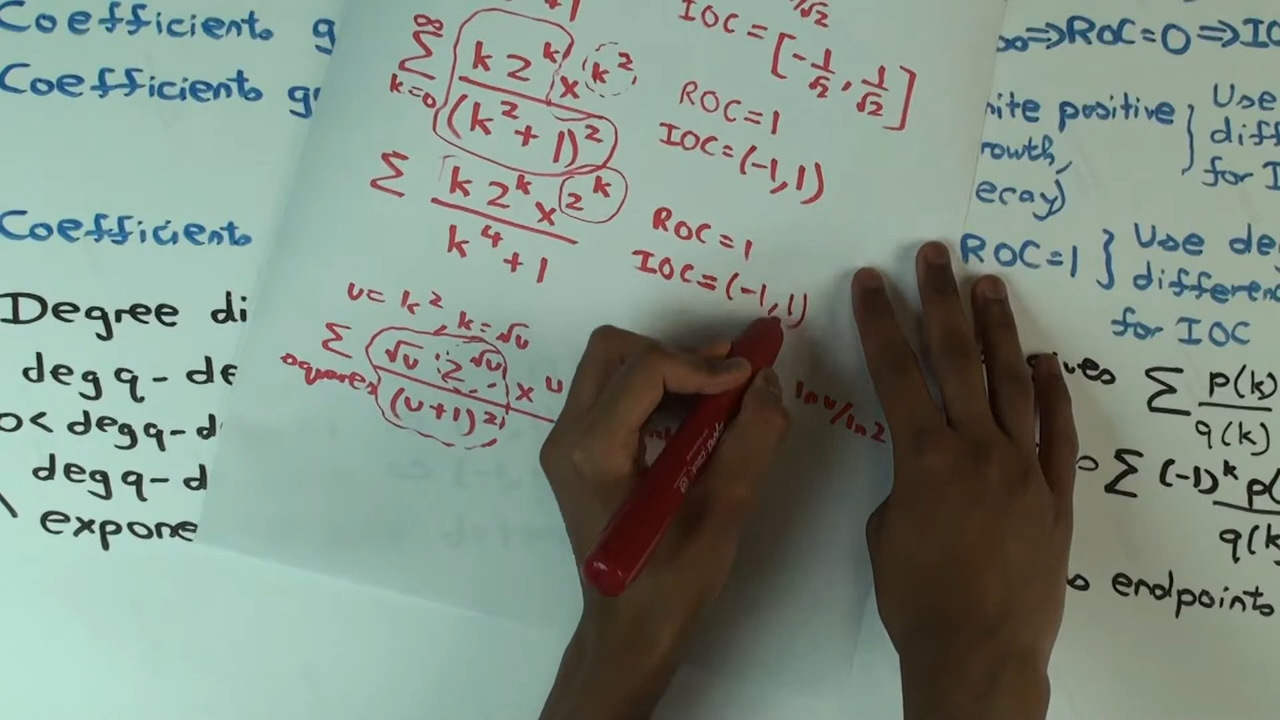 Coefficients g
Coefficients g
Coefficients
Degree di
deg q - de
0 < deg q - d
deg q - d
expone
IOC = [-1/√2, 1/√2]
∑ k=0 ∞ k 2^k x^(k^2) / (k^2+1)^2
ROC = 1
IOC = (-1, 1)
∑ k 2^k x^(2^k) / k^4+1
ROC = 1
IOC = (-1, 1)
u = k^2, k = √u
∑ squares √u · 2^√u / (u+1)^2 x^u
ln u/ln 2
⇒ ROC = 0 ⇒ IO
nite positive
rowth,
ecay)
} Use
diff
for I
ROC = 1 } Use de
differen
for IOC
ves ∑ p(k) / q(k)
∑ (-1)^k p( / q(k
endpoints